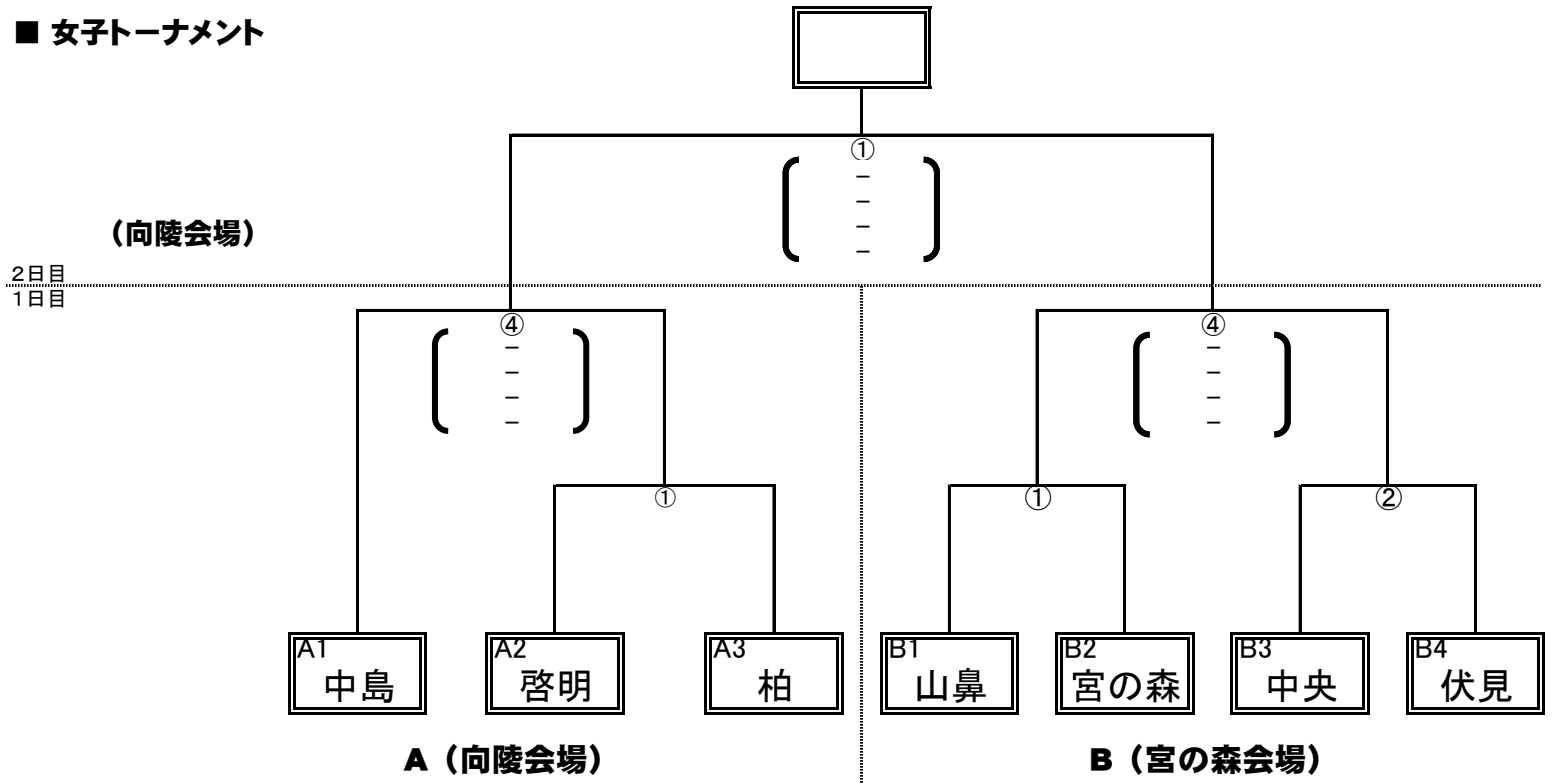 ■ 女子トーナメント
①
－
－
－
－
（向陵会場）
2日目
1日目
④ ④
－ －
－ －
－ －
－ －
① ① ②
A1 A2 A3 B1 B2 B3 B4
中島 啓明 柏 山鼻 宮の森 中央 伏見
A（向陵会場） B（宮の森会場）